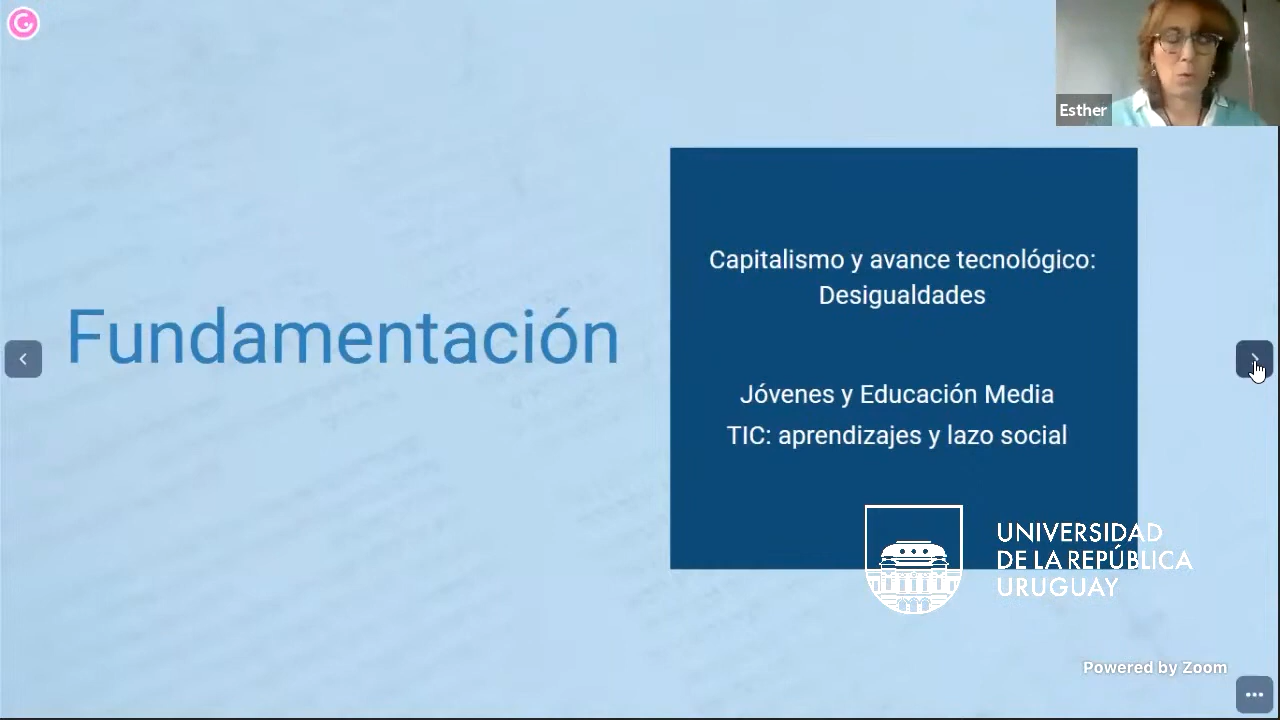 Esther
Fundamentación
Capitalismo y avance tecnológico:
Desigualdades
Jóvenes y Educación Media
TIC: aprendizajes y lazo social
UNIVERSIDAD
DE LA REPÚBLICA
URUGUAY
Powered by Zoom